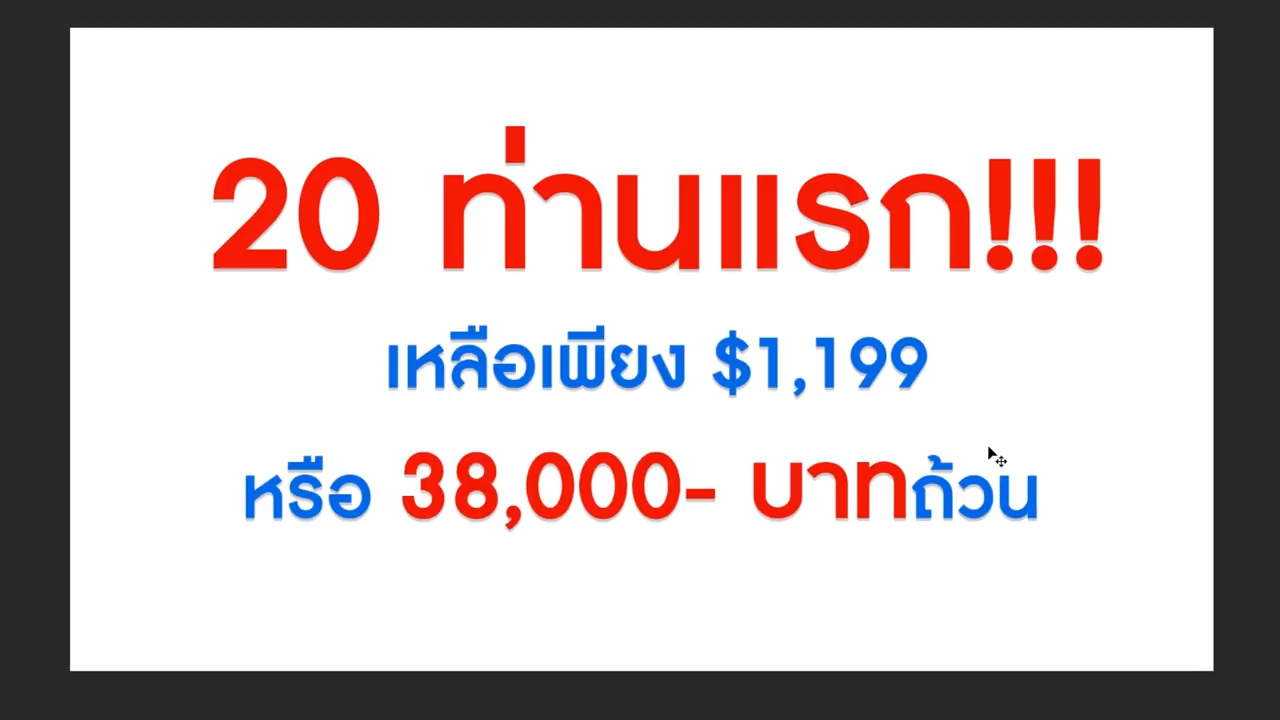 20 ท่านแรก!!!
เหลือเพียง $1,199
หรือ 38,000- บาทถ้วน